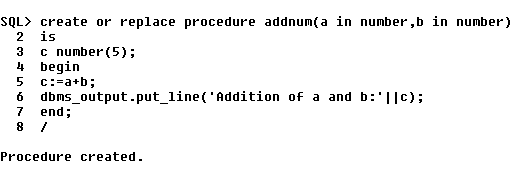 SQL> create or replace procedure addnum(a in number,b in number)
2 is
3 c number(5);
4 begin
5 c:=a+b;
6 dbms_output.put_line('Addition of a and b:'||c);
7 end;
8 /
Procedure created.